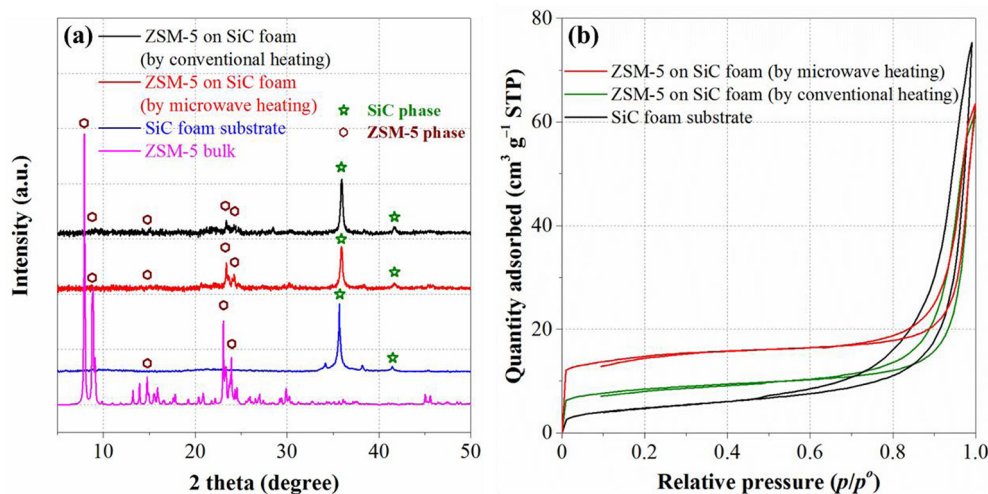 (a)
ZSM-5 on SiC foam
(by conventional heating)
ZSM-5 on SiC foam
(by microwave heating)
SiC foam substrate
ZSM-5 bulk
SiC phase
ZSM-5 phase
Intensity (a.u.)
10
20
30
40
50
2 theta (degree)
(b)
ZSM-5 on SiC foam (by microwave heating)
ZSM-5 on SiC foam (by conventional heating)
SiC foam substrate
Quantity adsorbed (cm³ g⁻¹ STP)
80
60
40
20
0
0.0
0.2
0.4
0.6
0.8
1.0
Relative pressure (p/pᵒ)